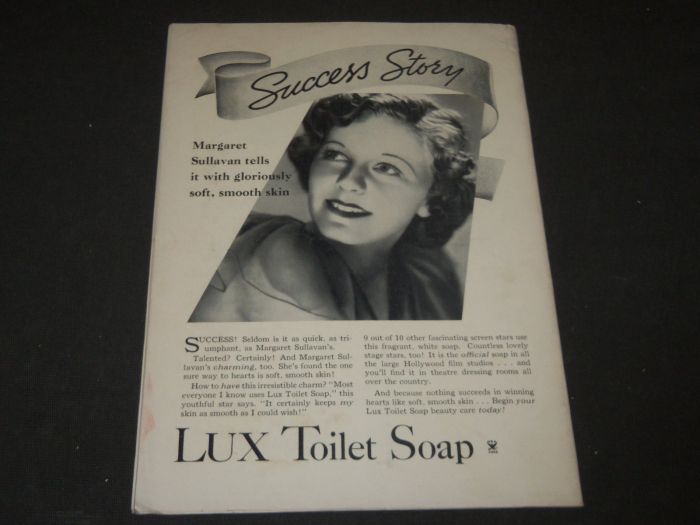 Success Story
Margaret
Sullavan tells
it with gloriously
soft, smooth skin
SUCCESS! Seldom is it as quick, as tri-
umphant, as Margaret Sullavan's.
Talented? Certainly! And Margaret Sul-
lavan's charming, too. She's found the one
sure way to hearts is soft, smooth skin!
How to have this irresistible charm? "Most
everyone I know uses Lux Toilet Soap," this
youthful star says. "It certainly keeps my
skin as smooth as I could wish!"
9 out of 10 other fascinating screen stars use
this fragrant, white soap. Countless lovely
stage stars, too! It is the official soap in all
the large Hollywood film studios . . . and
you'll find it in theatre dressing rooms all
over the country.
And because nothing succeeds in winning
hearts like soft, smooth skin . . . Begin your
Lux Toilet Soap beauty care today!
LUX Toilet Soap